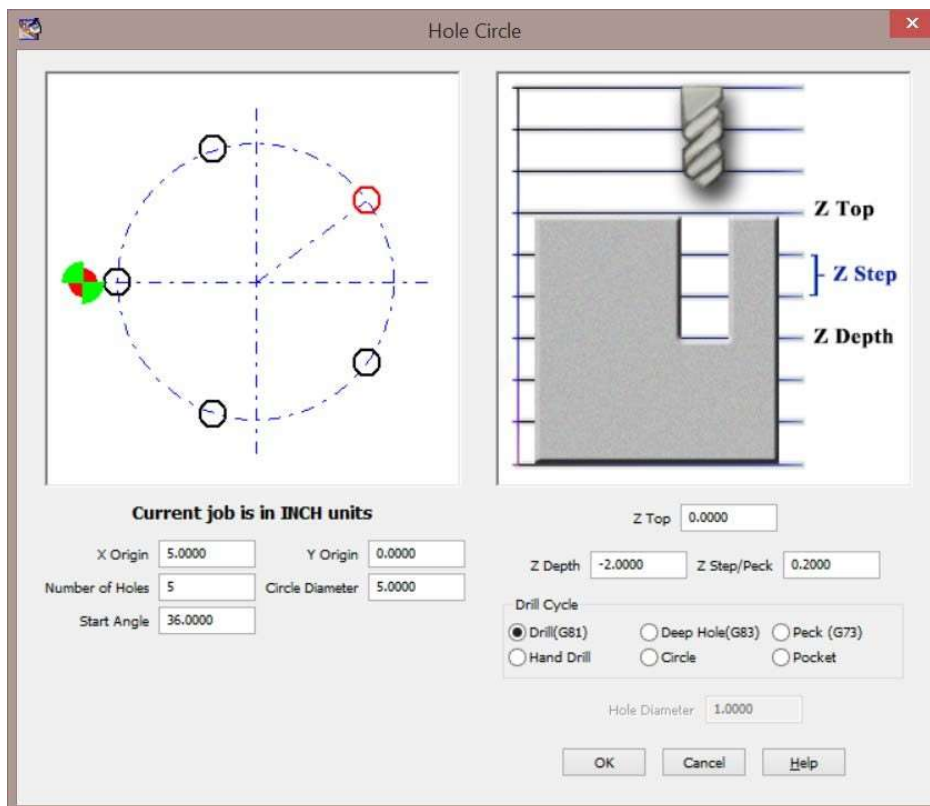 Hole Circle
Z Top
Z Step
Z Depth
Current job is in INCH units
X Origin 5.0000 Y Origin 0.0000
Number of Holes 5 Circle Diameter 5.0000
Start Angle 36.0000
Z Top 0.0000
Z Depth -2.0000 Z Step/Peck 0.2000
Drill Cycle
Drill(G81) Deep Hole(G83) Peck (G73)
Hand Drill Circle Pocket
Hole Diameter 1.0000
OK Cancel Help